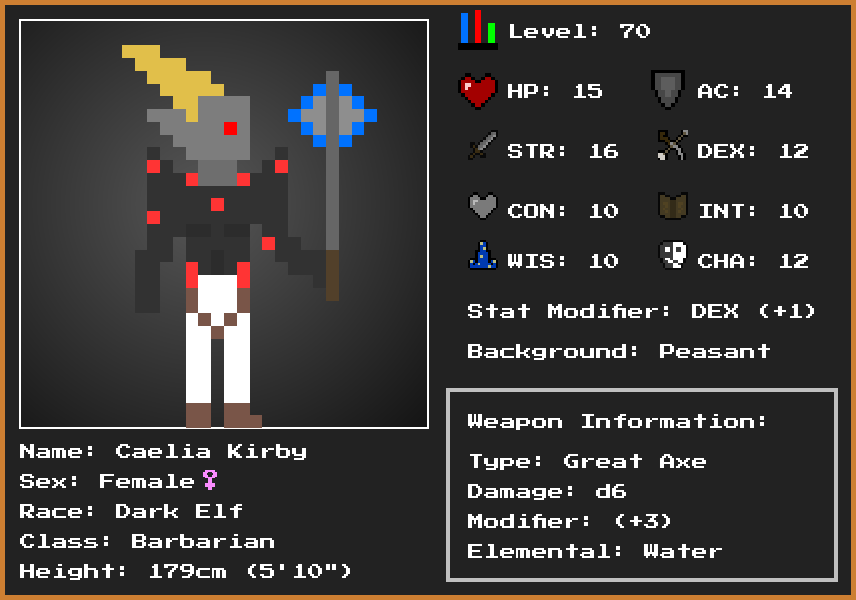 Level: 70
HP: 15 AC: 14
STR: 16 DEX: 12
CON: 10 INT: 10
WIS: 10 CHA: 12
Stat Modifier: DEX (+1)
Background: Peasant
Weapon Information:
Type: Great Axe
Damage: d6
Modifier: (+3)
Elemental: Water
Name: Caelia Kirby
Sex: Female♀
Race: Dark Elf
Class: Barbarian
Height: 179cm (5'10")